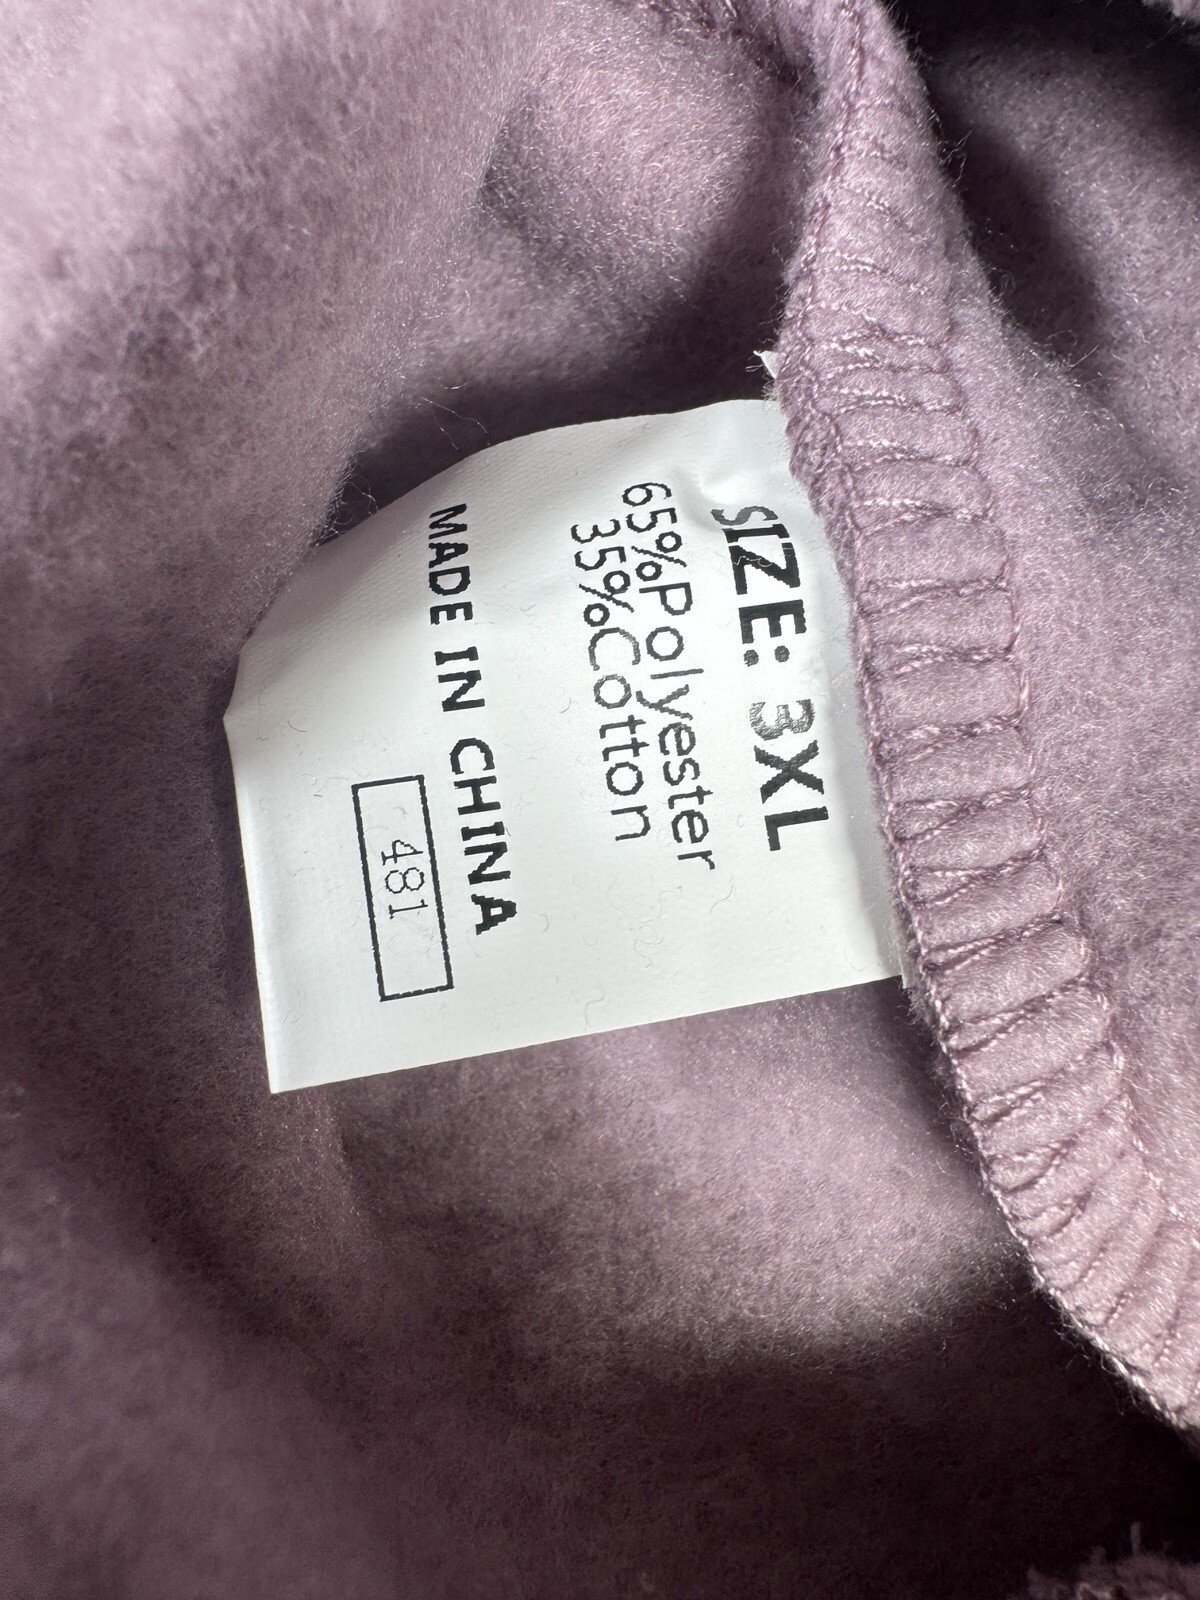 SIZE: 3XL
65%Polyester
35%Cotton
MADE IN CHINA
481